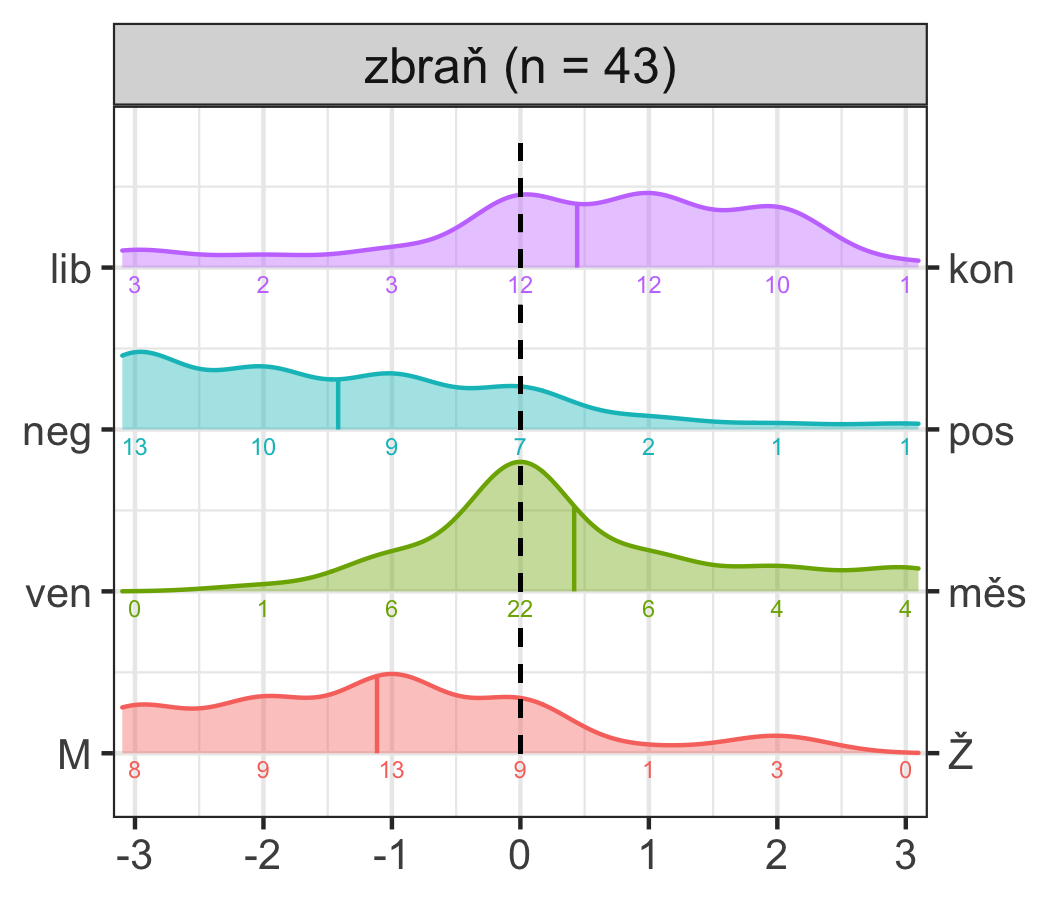 zbraň (n = 43)
lib kon
3 2 3 12 12 10 1
neg pos
13 10 9 7 2 1 1
ven měs
0 1 6 22 6 4 4
M Ž
8 9 13 9 1 3 0
-3 -2 -1 0 1 2 3